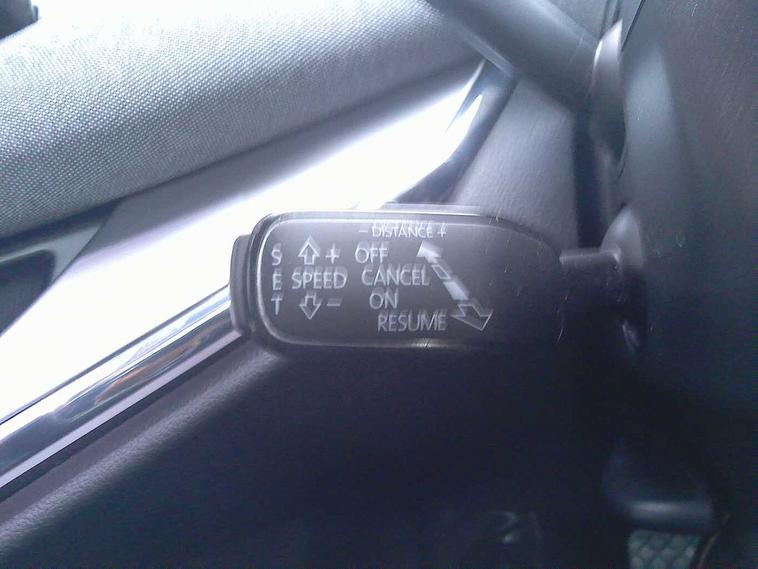 - DISTANCE +
S + OFF
E SPEED CANCEL
T - ON
RESUME